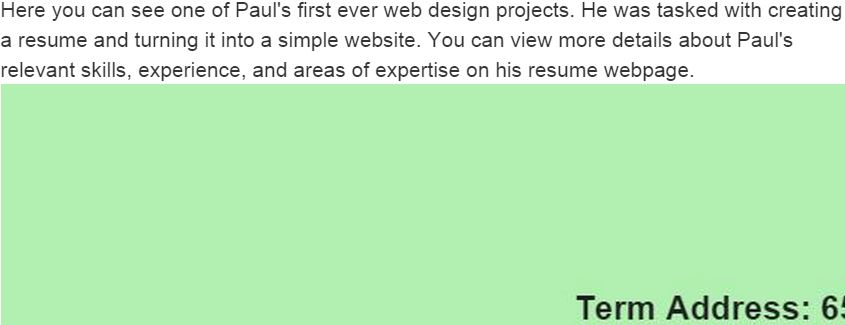 Here you can see one of Paul's first ever web design projects. He was tasked with creating
a resume and turning it into a simple website. You can view more details about Paul's
relevant skills, experience, and areas of expertise on his resume webpage.
Term Address: